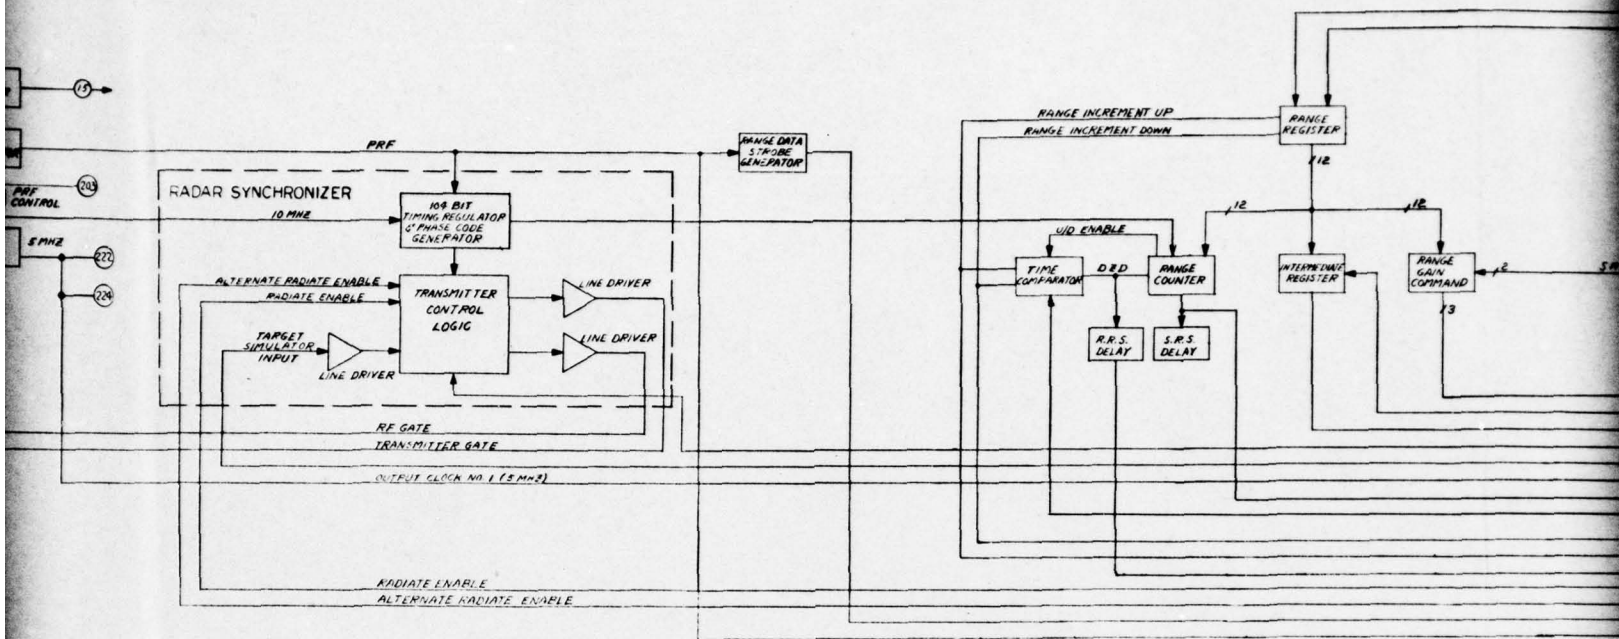 15
PRF
203
PRF
CONTROL
RADAR SYNCHRONIZER
10 MHZ
104 BIT
TIMING REGULATOR
& PHASE CODE
GENERATOR
RANGE DATA
STROBE
GENERATOR
5 MHZ
222
224
ALTERNATE RADIATE ENABLE
RADIATE ENABLE
TARGET
SIMULATOR
INPUT
LINE DRIVER
TRANSMITTER
CONTROL
LOGIC
LINE DRIVER
LINE DRIVER
RF GATE
TRANSMITTER GATE
OUTPUT CLOCK NO. 1 (5 MHZ)
RADIATE ENABLE
ALTERNATE RADIATE ENABLE
RANGE INCREMENT UP
RANGE INCREMENT DOWN
RANGE
REGISTER
12
12
12
U/D ENABLE
TIME
COMPARATOR
D≥D
RANGE
COUNTER
INTERMEDIATE
REGISTER
RANGE
GAIN
COMMAND
2
3
R.R.S.
DELAY
S.R.S.
DELAY